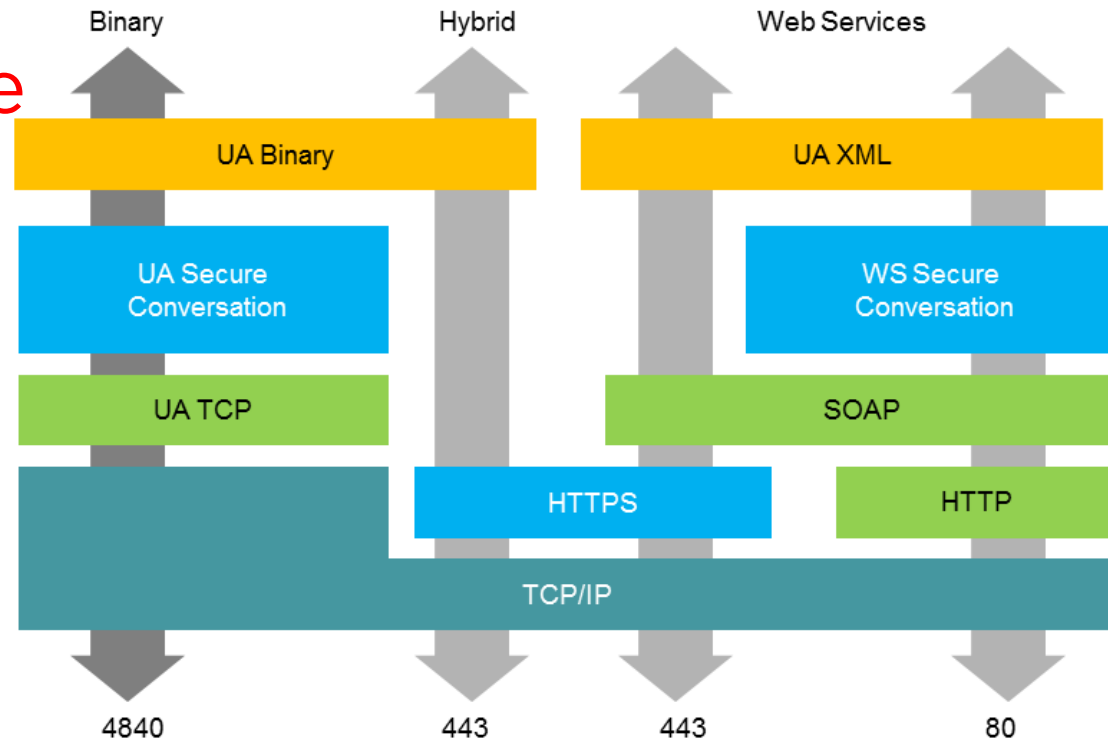 Binary Hybrid Web Services
e
UA Binary UA XML
UA Secure WS Secure
Conversation Conversation
UA TCP SOAP
HTTPS HTTP
TCP/IP
4840 443 443 80